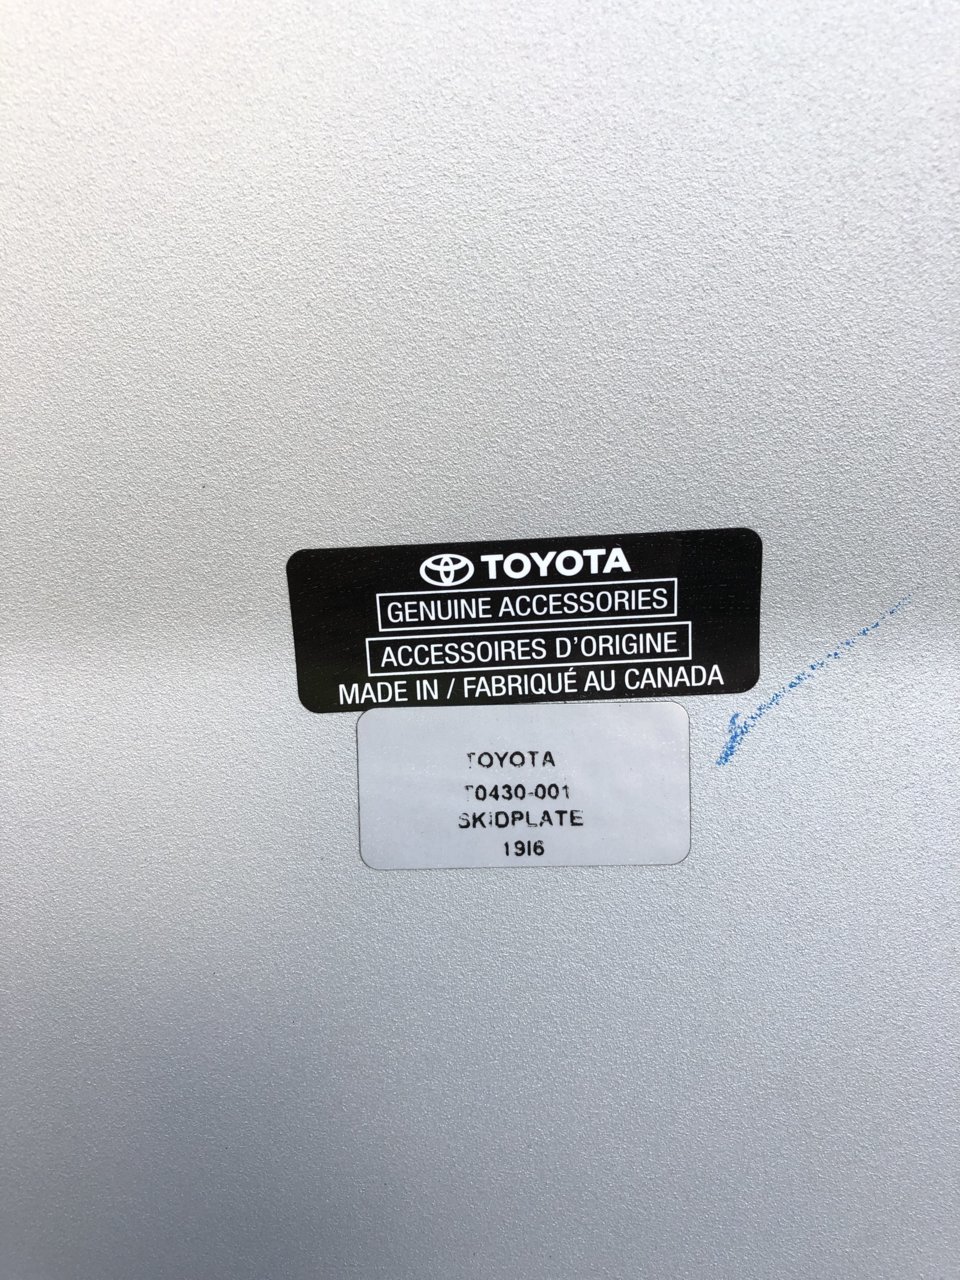 TOYOTA
GENUINE ACCESSORIES
ACCESSOIRES D'ORIGINE
MADE IN / FABRIQUÉ AU CANADA
TOYOTA
T0430-001
SKIDPLATE
1916